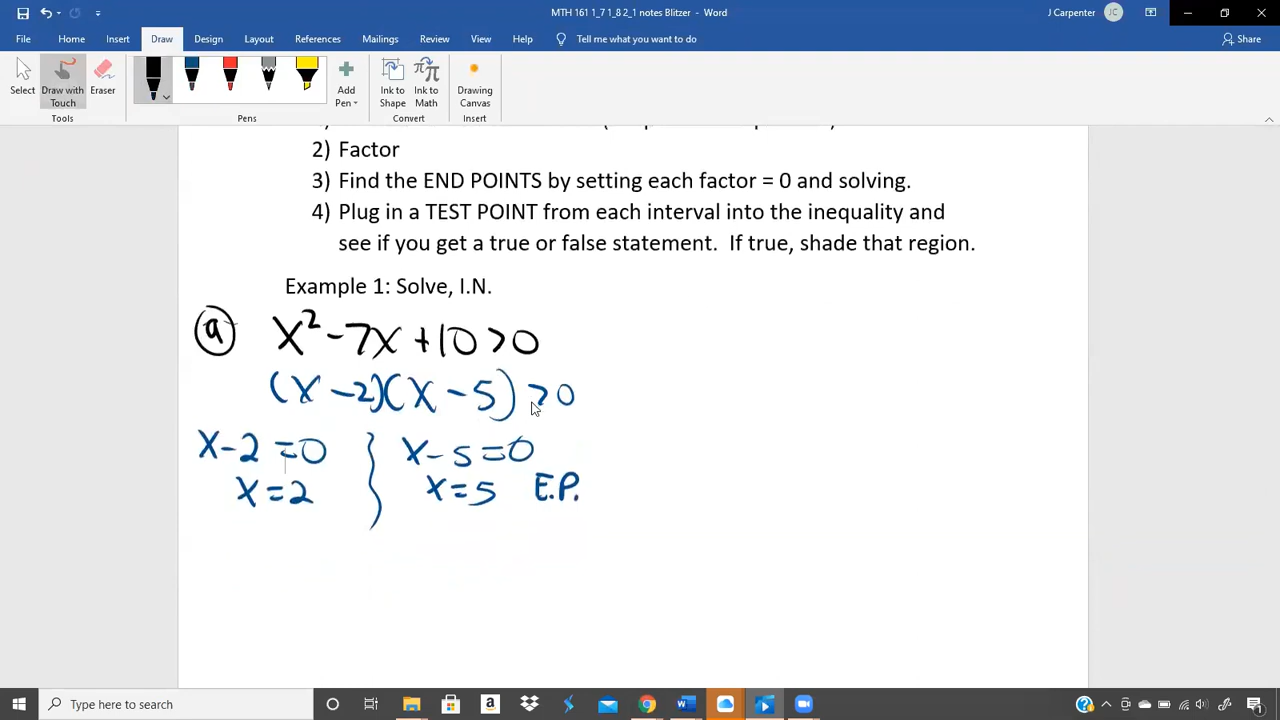 MTH 161 1_7 1_8 2_1 notes Blitzer - Word
J Carpenter JC
File Home Insert Draw Design Layout References Mailings Review View Help Tell me what you want to do Share
Select Draw with Touch Eraser Add Pen Ink to Shape Ink to Math Drawing Canvas
Tools Pens Convert Insert
2) Factor
3) Find the END POINTS by setting each factor = 0 and solving.
4) Plug in a TEST POINT from each interval into the inequality and
see if you get a true or false statement. If true, shade that region.
Example 1: Solve, I.N.
(a) x² - 7x + 10 > 0
(x - 2)(x - 5) > 0
x - 2 = 0 x - 5 = 0
x = 2 x = 5 E.P.
Type here to search